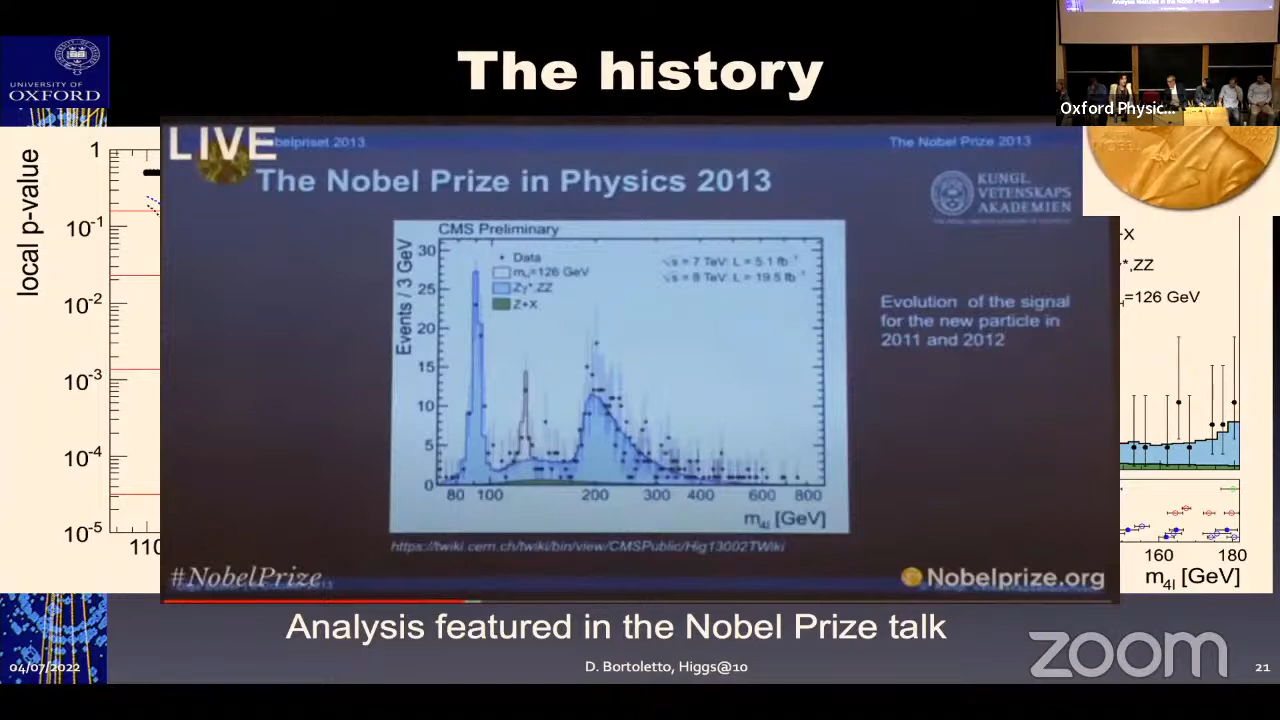 The history
Analysis featured in the Nobel Prize talk
Oxford Physic...
UNIVERSITY OF
OXFORD
LIVE
Nobelpriset 2013
The Nobel Prize 2013
The Nobel Prize in Physics 2013
KUNGL.
VETENSKAPS
AKADEMIEN
CMS Preliminary
Data
m =126 GeV
Zγ*,ZZ
Z+X
√s = 7 TeV: L = 5.1 fb⁻¹
√s = 8 TeV: L = 19.5 fb⁻¹
Events / 3 GeV
30
25
20
15
10
5
0
80 100 200 300 400 600 800
m4l [GeV]
Evolution of the signal
for the new particle in
2011 and 2012
https://twiki.cern.ch/twiki/bin/view/CMSPublic/Hig13002TWiki
#NobelPrize
Nobelprize.org
local p-value
1
10-1
10-2
10-3
10-4
10-5
110
+X
*,ZZ
=126 GeV
160 180
m4l [GeV]
Analysis featured in the Nobel Prize talk
04/07/2022
D. Bortoletto, Higgs@10
zoom
21